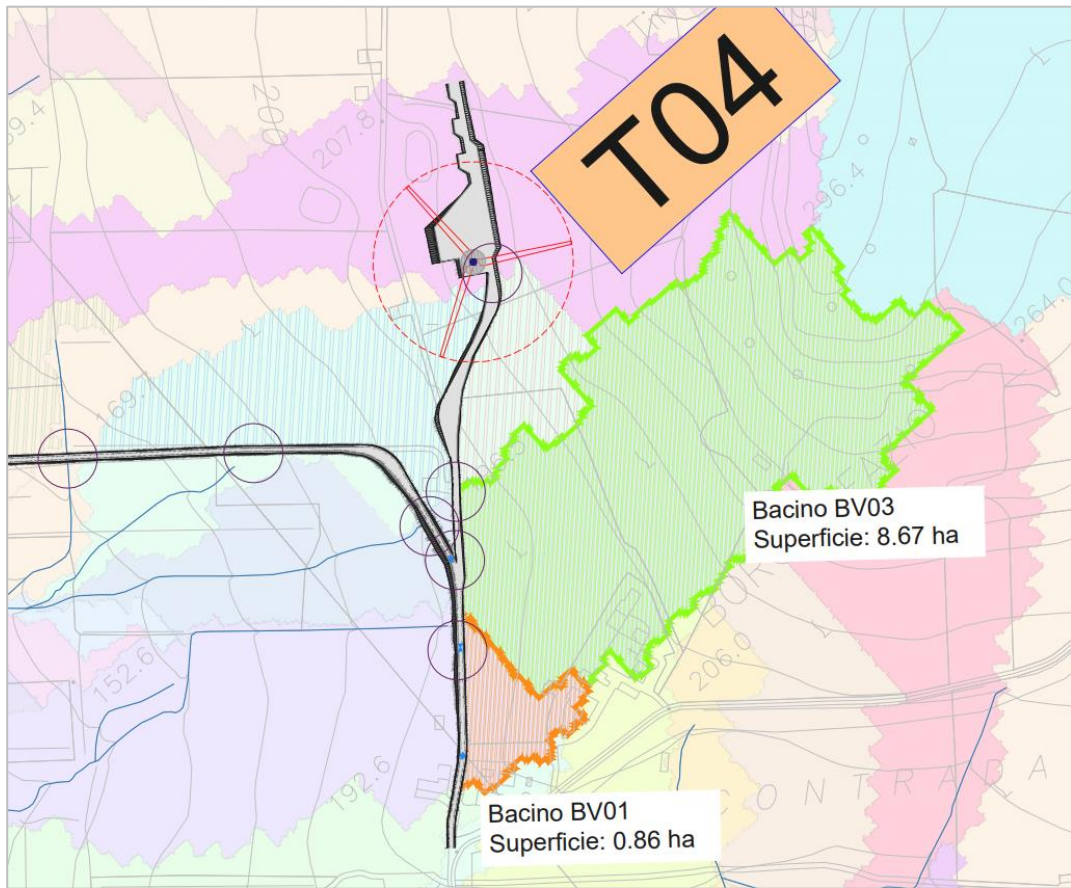 T04
200
207.8
296.4
264.0
169.
Bacino BV03
Superficie: 8.67 ha
206.0
152.6
192.6
CONTRADA
Bacino BV01
Superficie: 0.86 ha